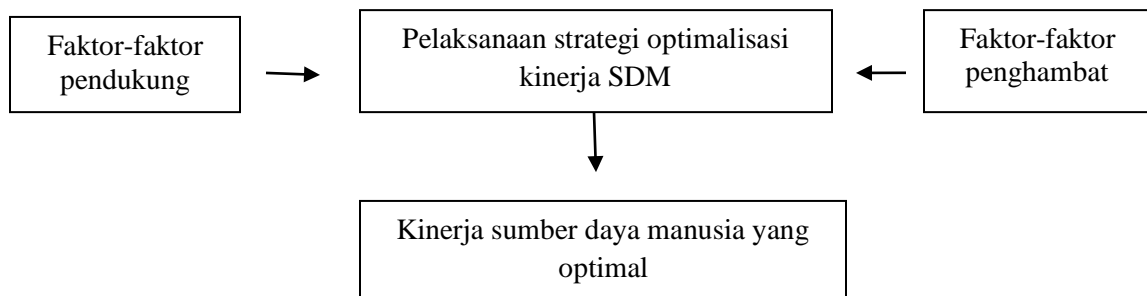 Faktor-faktor
pendukung
Pelaksanaan strategi optimalisasi
kinerja SDM
Faktor-faktor
penghambat
Kinerja sumber daya manusia yang
optimal